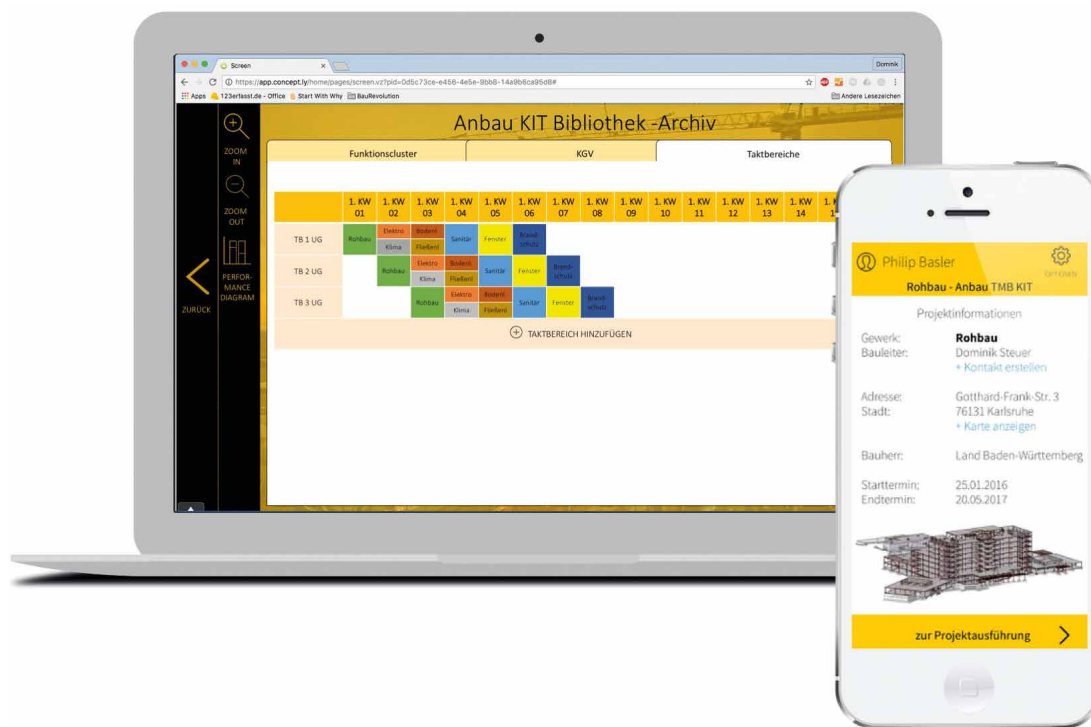 Screen
Dominik
https://app.concept.ly/home/pages/screen.vz?pid=0d5c73ce-e456-4e5e-9bb8-14a9b6ca95d8#
Apps 123erfasst.de - Office Start With Why BauRevolution Andere Lesezeichen
Anbau KIT Bibliothek -Archiv
ZOOM IN
ZOOM OUT
PERFOR-
MANCE
DIAGRAM
ZURÜCK
Funktionscluster KGV Taktbereiche
1. KW 01 1. KW 02 1. KW 03 1. KW 04 1. KW 05 1. KW 06 1. KW 07 1. KW 08 1. KW 09 1. KW 10 1. KW 11 1. KW 12 1. KW 13 1. KW 14
TB 1 UG Rohbau Elektro Klima Bodenl Fließenl Sanitär Fenster Brand-schutz
TB 2 UG Rohbau Elektro Klima Bodenl Fließenl Sanitär Fenster Brand-schutz
TB 3 UG Rohbau Elektro Klima Bodenl Fließenl Sanitär Fenster Brand-schutz
TAKTBEREICH HINZUFÜGEN
Philip Basler
OPTIONEN
Rohbau - Anbau TMB KIT
Projektinformationen
Gewerk: Rohbau
Bauleiter: Dominik Steuer
+ Kontakt erstellen
Adresse: Gotthard-Frank-Str. 3
Stadt: 76131 Karlsruhe
+ Karte anzeigen
Bauherr: Land Baden-Württemberg
Starttermin: 25.01.2016
Endtermin: 20.05.2017
zur Projektausführung